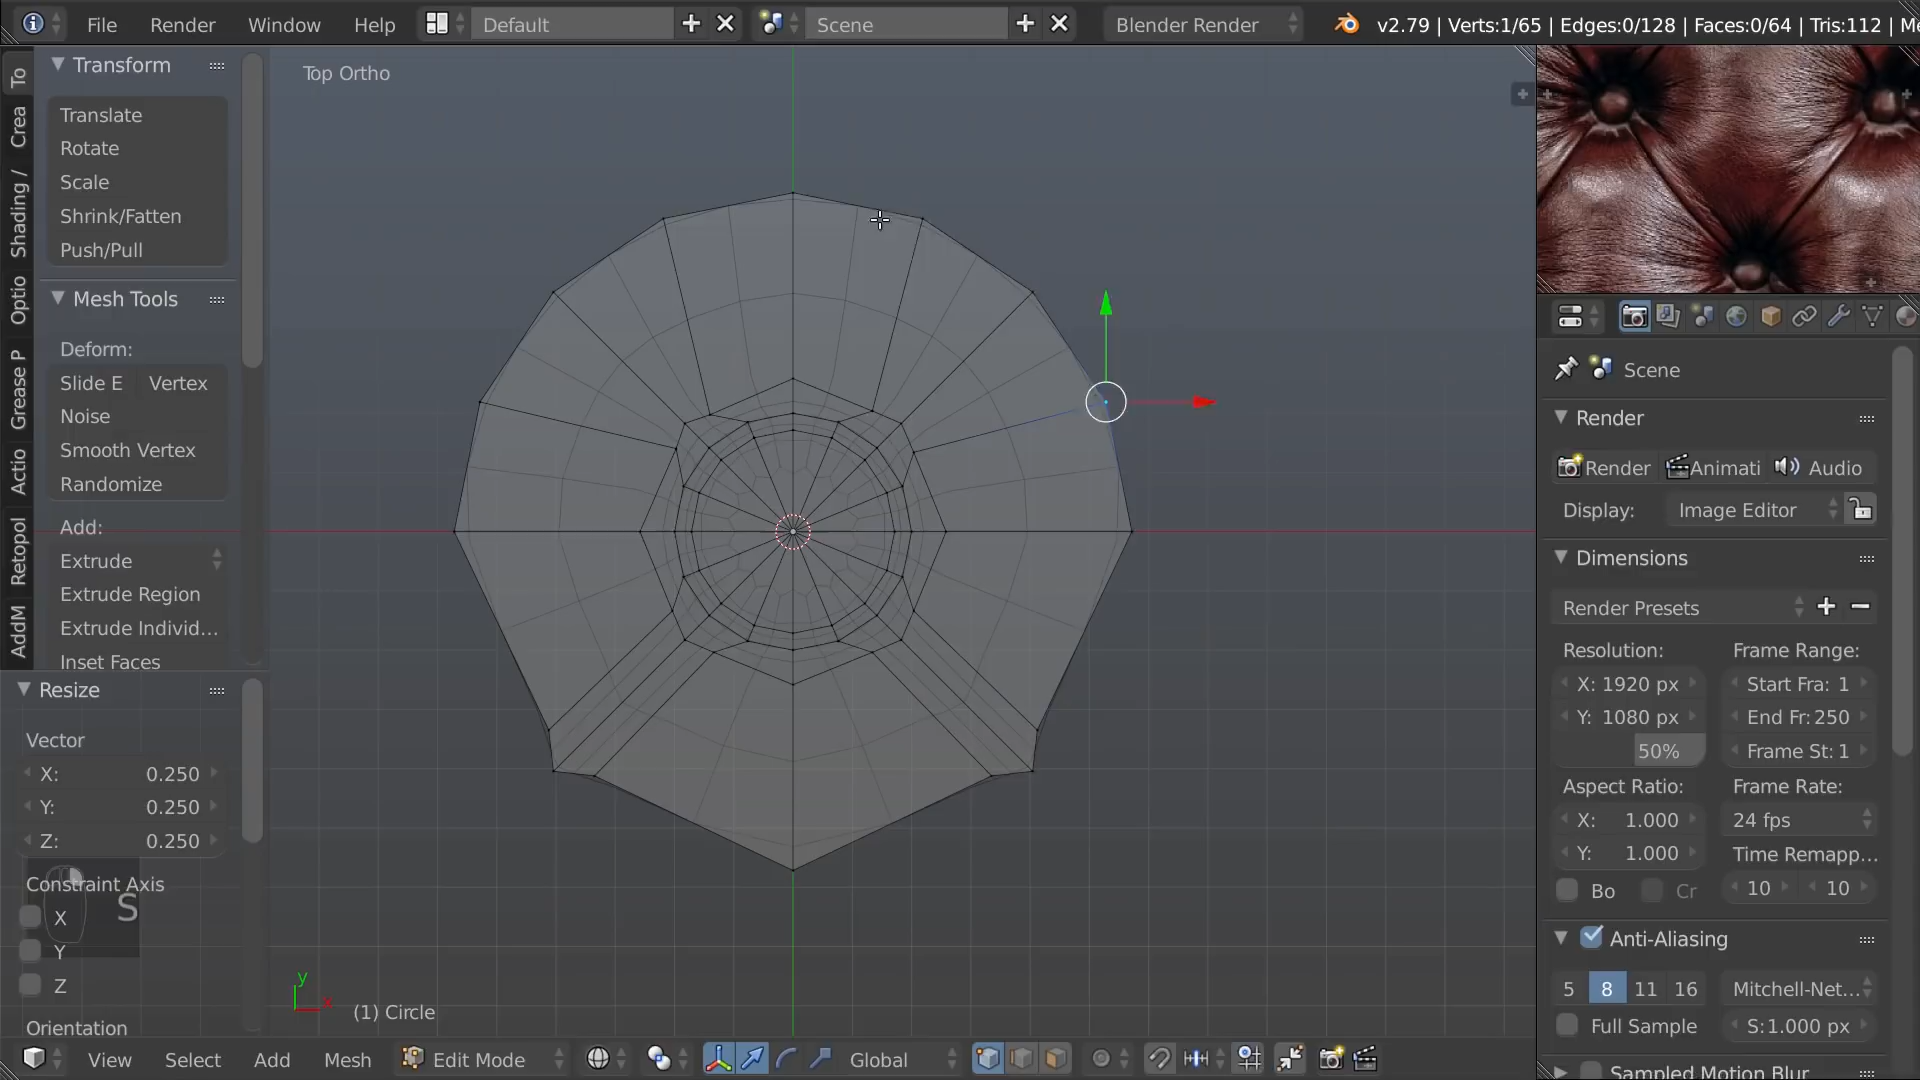 File Render Window Help Default Scene Blender Render v2.79 | Verts:1/65 | Edges:0/128 | Faces:0/64 | Tris:112 | Me
To
Crea
Shading /
Optio
Grease P
Actio
Retopol
AddM
Transform
Translate
Rotate
Scale
Shrink/Fatten
Push/Pull
Mesh Tools
Deform:
Slide E Vertex
Noise
Smooth Vertex
Randomize
Add:
Extrude
Extrude Region
Extrude Individ...
Inset Faces
Resize
Vector
X: 0.250
Y: 0.250
Z: 0.250
Constraint Axis
X
Y
Z
S
Orientation
Top Ortho
y
x
(1) Circle
View Select Add Mesh Edit Mode Global
Scene
Render
Render Animati Audio
Display: Image Editor
Dimensions
Render Presets
Resolution: Frame Range:
X: 1920 px Start Fra: 1
Y: 1080 px End Fr: 250
50% Frame St: 1
Aspect Ratio: Frame Rate:
X: 1.000 24 fps
Y: 1.000 Time Remapp...
Bo Cr 10 10
Anti-Aliasing
5 8 11 16 Mitchell-Net...
Full Sample S:1.000 px
Sampled Motion Blur